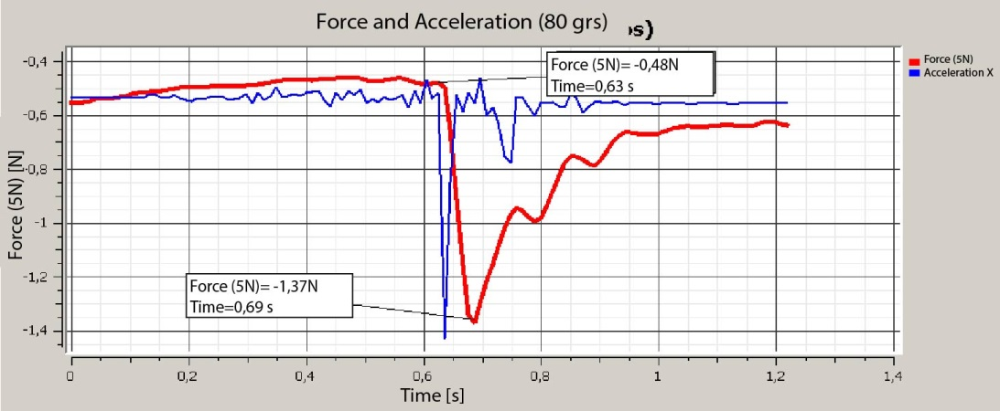 Force and Acceleration (80 grs)
s)
Force (5N)
Acceleration X
Force (5N)= -0,48N
Time=0,63 s
Force (5N)= -1,37N
Time=0,69 s
Force (5N) [N]
-0,4
-0,6
-0,8
-1
-1,2
-1,4
0 0,2 0,4 0,6 0,8 1 1,2 1,4
Time [s]